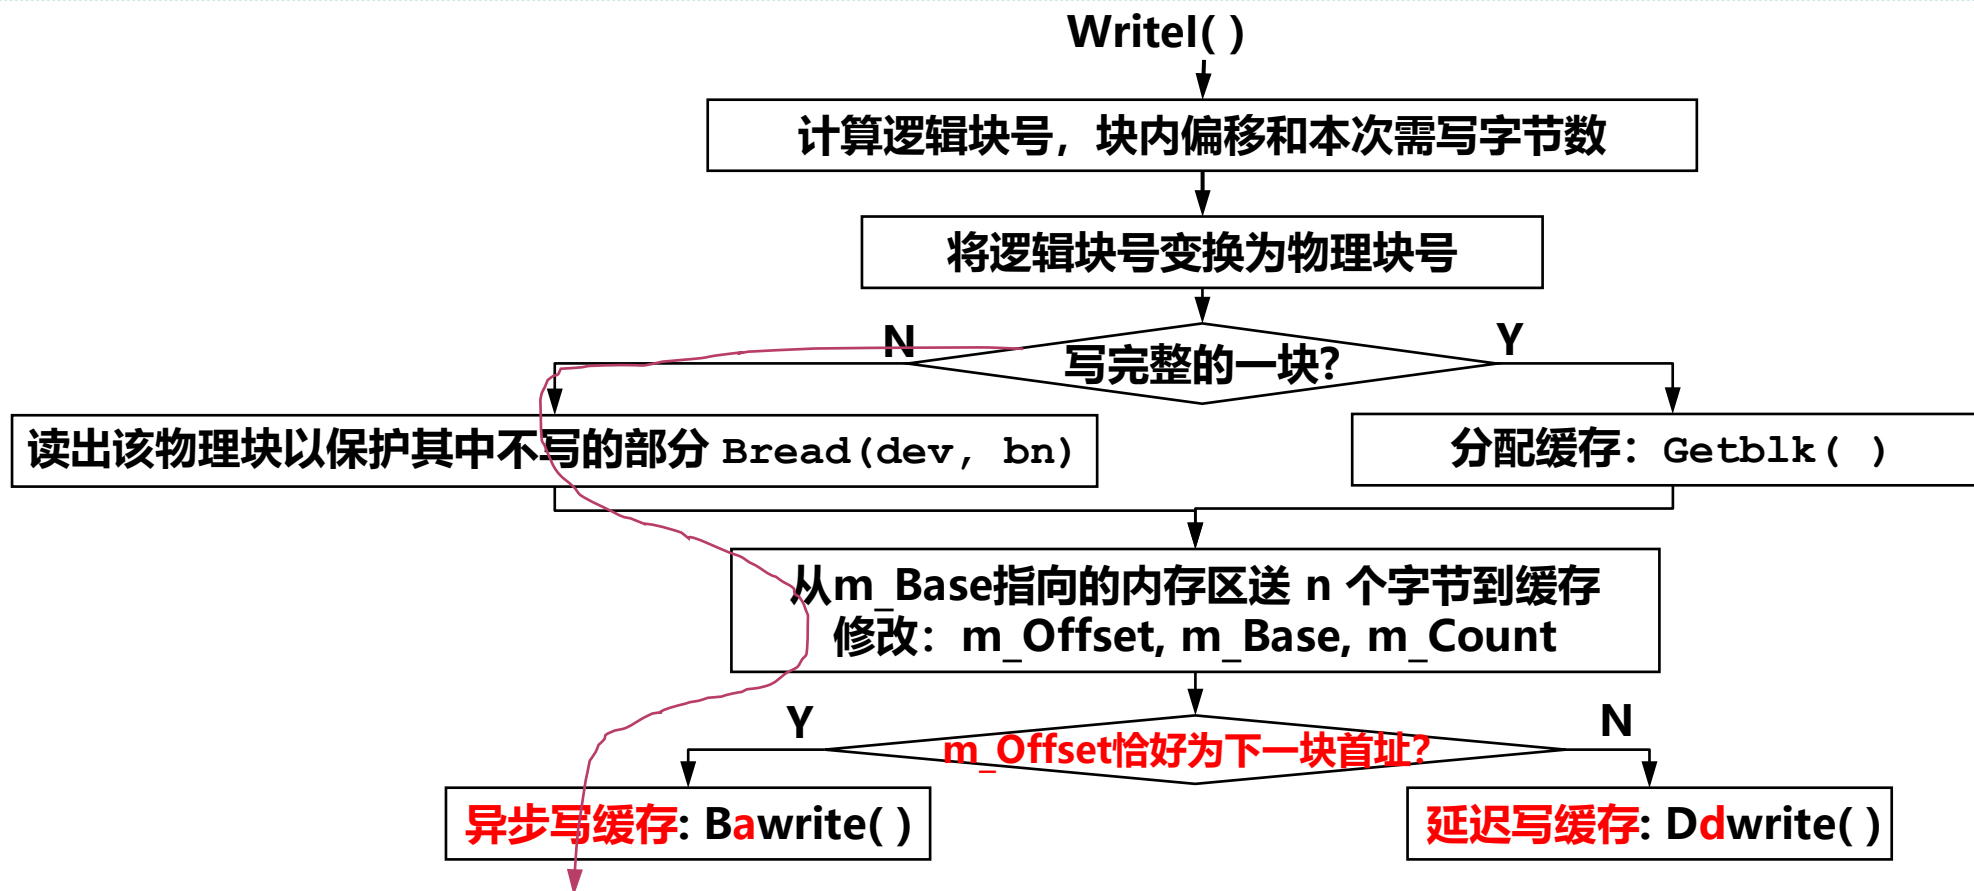 WriteI( )
计算逻辑块号，块内偏移和本次需写字节数
将逻辑块号变换为物理块号
N
Y
写完整的一块?
读出该物理块以保护其中不写的部分 Bread(dev, bn)
分配缓存：Getblk( )
从m_Base指向的内存区送 n 个字节到缓存
修改：m_Offset, m_Base, m_Count
Y
N
m_Offset恰好为下一块首址?
异步写缓存: Bawrite( )
延迟写缓存: Ddwrite( )